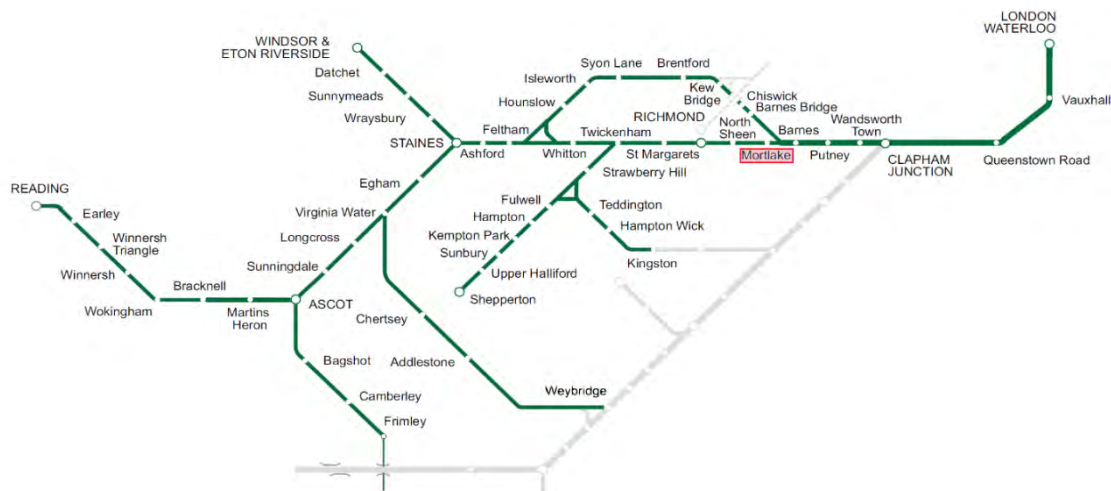 LONDON
WATERLOO
WINDSOR &
ETON RIVERSIDE
Syon Lane
Brentford
Datchet
Isleworth
Kew
Bridge
Chiswick
Barnes Bridge
Vauxhall
Sunnymeads
Hounslow
RICHMOND
Wandsworth
Town
Wraysbury
Feltham
Twickenham
North
Sheen
Barnes
STAINES
Ashford
Whitton
St Margarets
Mortlake
Putney
CLAPHAM
JUNCTION
Queenstown Road
Strawberry Hill
Egham
READING
Fulwell
Teddington
Earley
Virginia Water
Hampton
Hampton Wick
Winnersh
Triangle
Longcross
Kempton Park
Sunbury
Kingston
Sunningdale
Winnersh
Upper Halliford
Bracknell
Shepperton
Wokingham
Martins
Heron
ASCOT
Chertsey
Bagshot
Addlestone
Weybridge
Camberley
Frimley